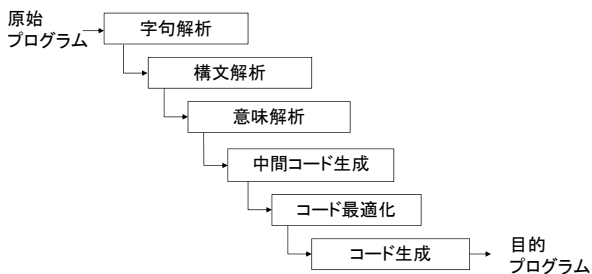 原始
プログラム
字句解析
構文解析
意味解析
中間コード生成
コード最適化
コード生成
目的
プログラム